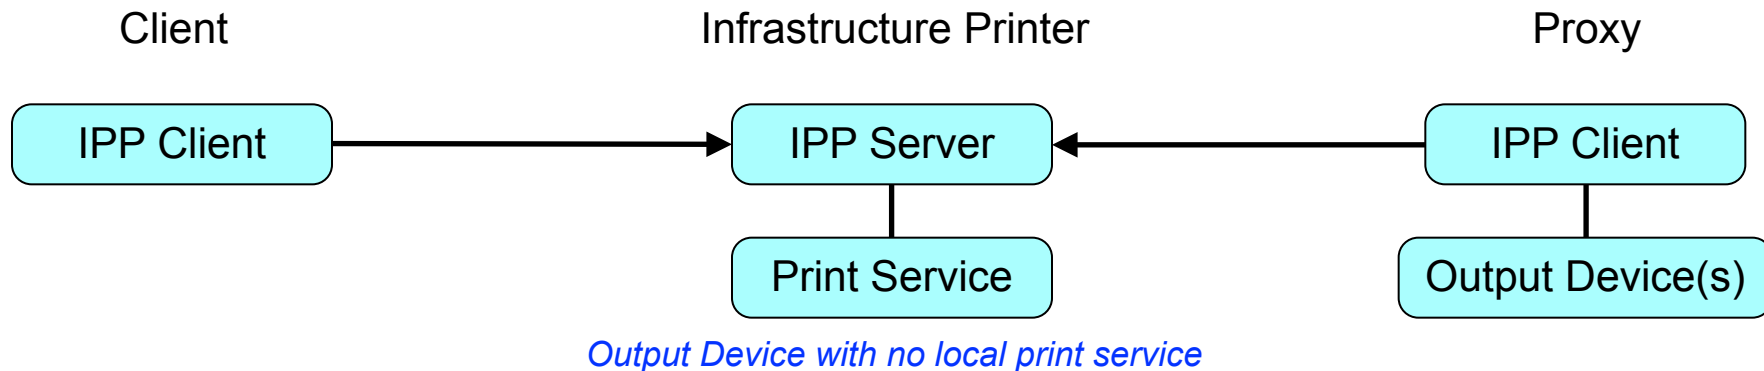 Client
Infrastructure Printer
Proxy
IPP Client
IPP Server
IPP Client
Print Service
Output Device(s)
Output Device with no local print service